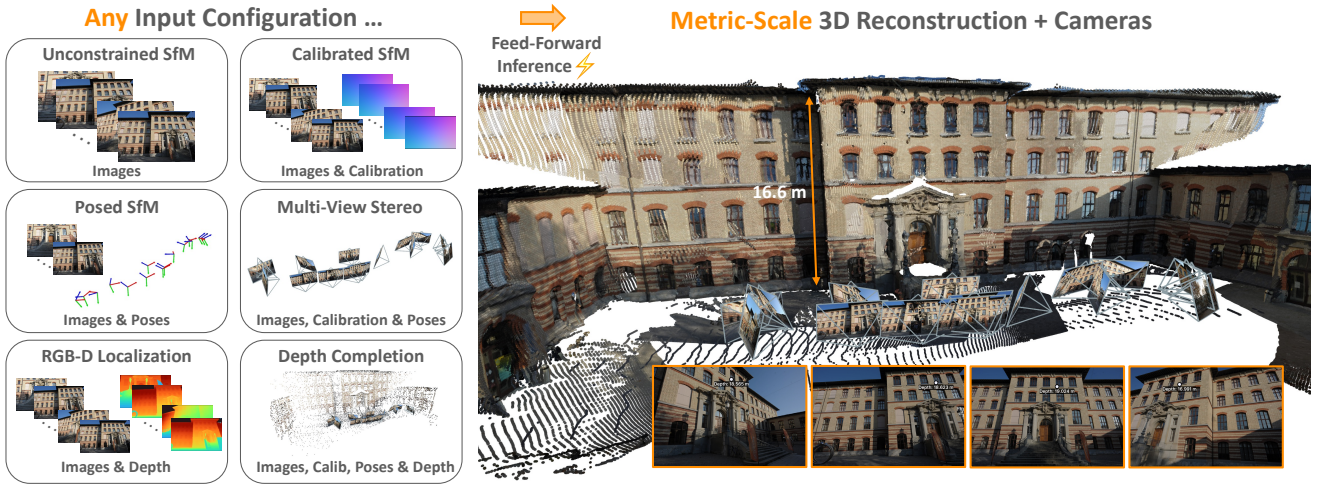 Any Input Configuration ...
Unconstrained SfM
Images
Calibrated SfM
Images & Calibration
Posed SfM
Images & Poses
Multi-View Stereo
Images, Calibration & Poses
RGB-D Localization
Images & Depth
Depth Completion
Images, Calib, Poses & Depth
Feed-Forward
Inference
Metric-Scale 3D Reconstruction + Cameras
16.6 m